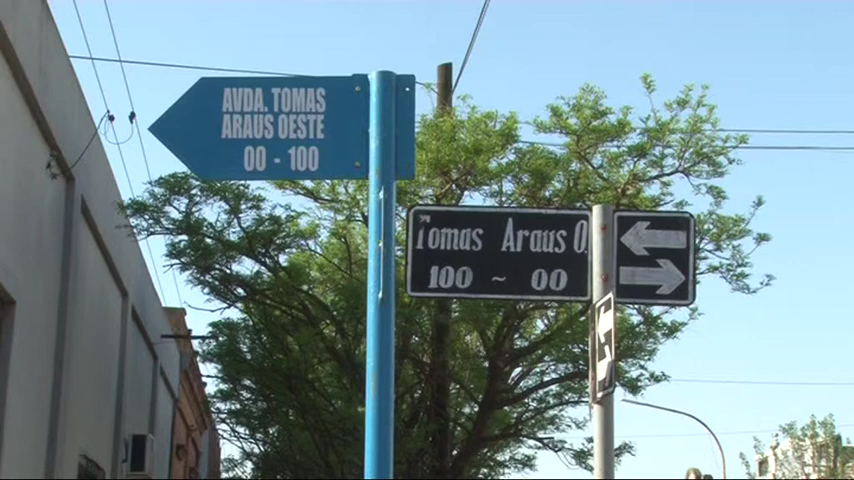 AVDA. TOMAS
ARAUS OESTE
00 - 100
Tomas Araus O.
100 ~ 00